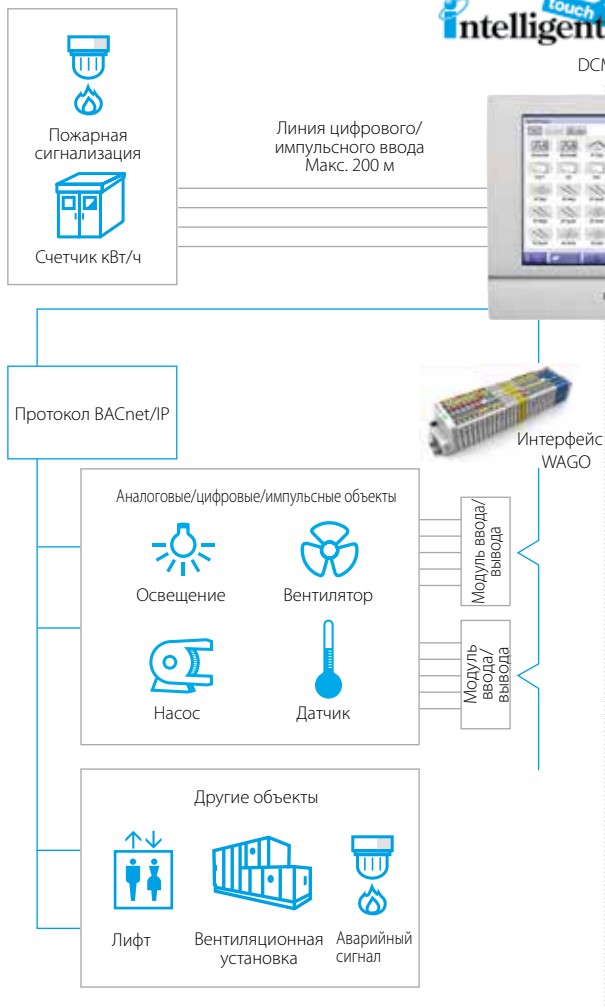 touch
intelligent
DCM
Пожарная
сигнализация
Счетчик кВт/ч
Линия цифрового/
импульсного ввода
Макс. 200 м
Протокол BACnet/IP
Интерфейс
WAGO
Аналоговые/цифровые/импульсные объекты
Освещение
Вентилятор
Насос
Датчик
Модуль ввода/
вывода
Модуль
ввода/
вывода
Другие объекты
Лифт
Вентиляционная
установка
Аварийный
сигнал